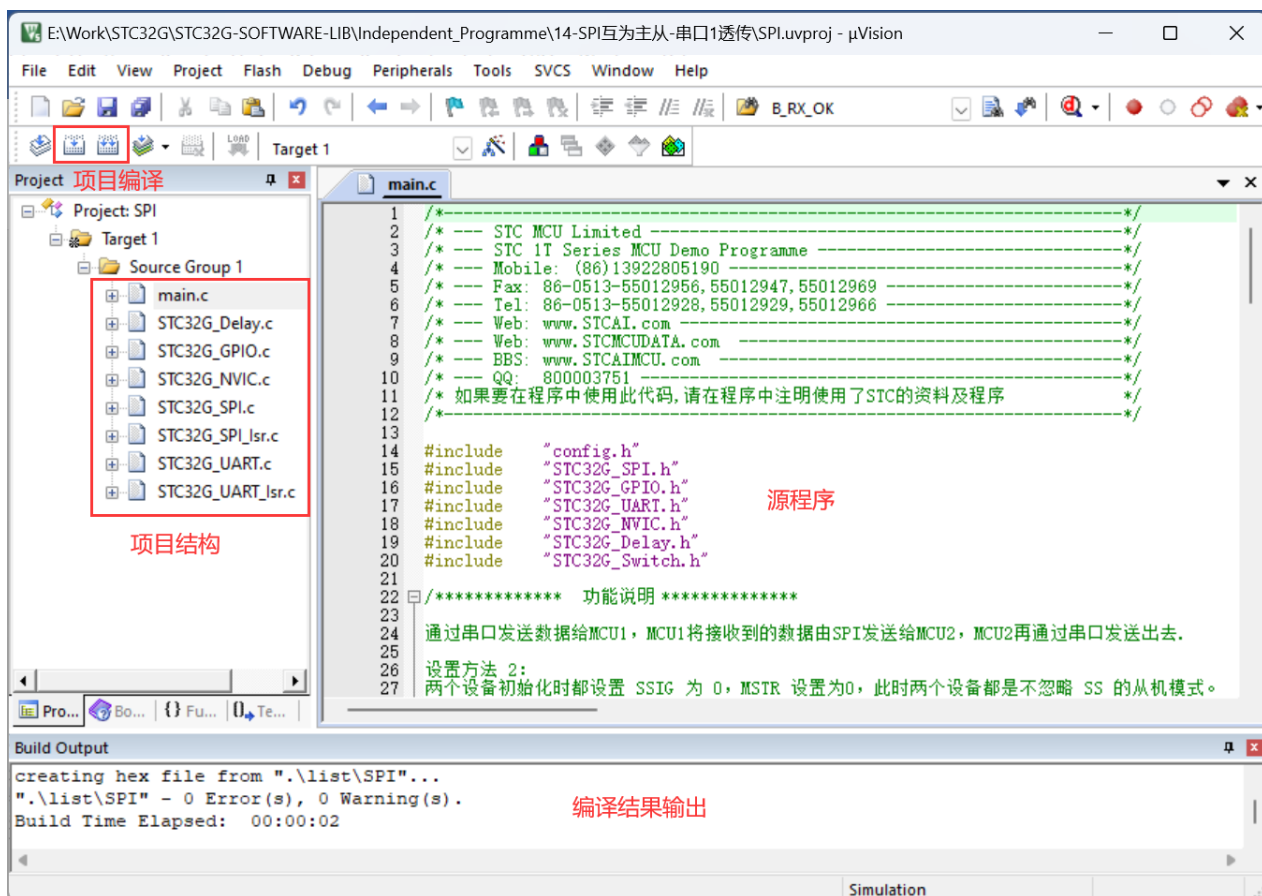 E:\Work\STC32G\STC32G-SOFTWARE-LIB\Independent_Programme\14-SPI互为主从-串口1透传\SPI.uvproj - µVision
File Edit View Project Flash Debug Peripherals Tools SVCS Window Help
B_RX_OK
LOAD
Target 1
Project 项目编译
main.c
Project: SPI
Target 1
Source Group 1
main.c
STC32G_Delay.c
STC32G_GPIO.c
STC32G_NVIC.c
STC32G_SPI.c
STC32G_SPI_Isr.c
STC32G_UART.c
STC32G_UART_Isr.c
项目结构
1 /*---------------------------------------------------------------------*/
2 /* --- STC MCU Limited ------------------------------------------------*/
3 /* --- STC 1T Series MCU Demo Programme -------------------------------*/
4 /* --- Mobile: (86)13922805190 ----------------------------------------*/
5 /* --- Fax: 86-0513-55012956,55012947,55012969 ------------------------*/
6 /* --- Tel: 86-0513-55012928,55012929,55012966 ------------------------*/
7 /* --- Web: www.STCAI.com ---------------------------------------------*/
8 /* --- Web: www.STCMCUDATA.com  ---------------------------------------*/
9 /* --- BBS: www.STCAIMCU.com  -----------------------------------------*/
10 /* --- QQ:  800003751 -------------------------------------------------*/
11 /* 如果要在程序中使用此代码,请在程序中注明使用了STC的资料及程序            */
12 /*---------------------------------------------------------------------*/
13
14 #include "config.h"
15 #include "STC32G_SPI.h"
16 #include "STC32G_GPIO.h"
17 #include "STC32G_UART.h"
源程序
18 #include "STC32G_NVIC.h"
19 #include "STC32G_Delay.h"
20 #include "STC32G_Switch.h"
21
22 /************* 功能说明 **************
23
24 通过串口发送数据给MCU1，MCU1将接收到的数据由SPI发送给MCU2，MCU2再通过串口发送出去.
25
26 设置方法 2:
27 两个设备初始化时都设置 SSIG 为 0，MSTR 设置为0，此时两个设备都是不忽略 SS 的从机模式。
Pro... Bo... {} Fu... Te...
Build Output
creating hex file from ".\list\SPI"...
".\list\SPI" - 0 Error(s), 0 Warning(s).
Build Time Elapsed:  00:00:02
编译结果输出
Simulation